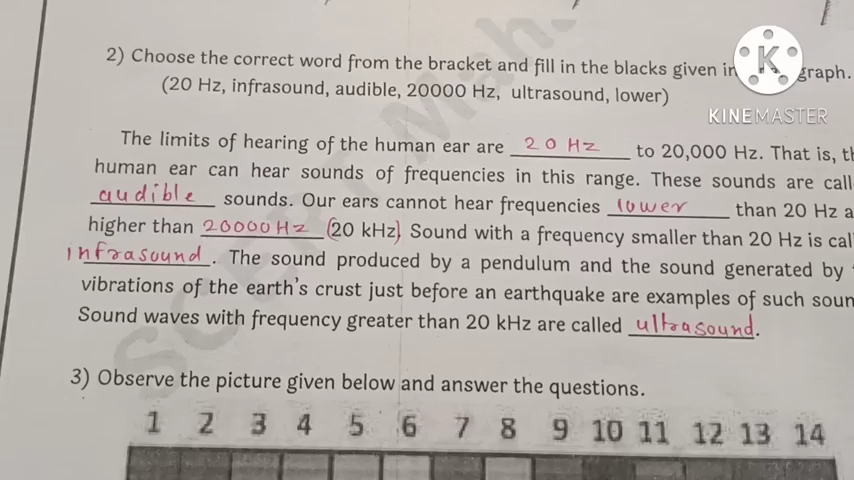 2) Choose the correct word from the bracket and fill in the blacks given in graph.
(20 Hz, infrasound, audible, 20000 Hz, ultrasound, lower)
KINEMASTER
The limits of hearing of the human ear are 20 Hz to 20,000 Hz. That is, th
human ear can hear sounds of frequencies in this range. These sounds are call
audible sounds. Our ears cannot hear frequencies lower than 20 Hz a
higher than 20000 Hz (20 kHz). Sound with a frequency smaller than 20 Hz is cal
infrasound. The sound produced by a pendulum and the sound generated by
vibrations of the earth's crust just before an earthquake are examples of such soun
Sound waves with frequency greater than 20 kHz are called ultrasound.
3) Observe the picture given below and answer the questions.
1 2 3 4 5 6 7 8 9 10 11 12 13 14